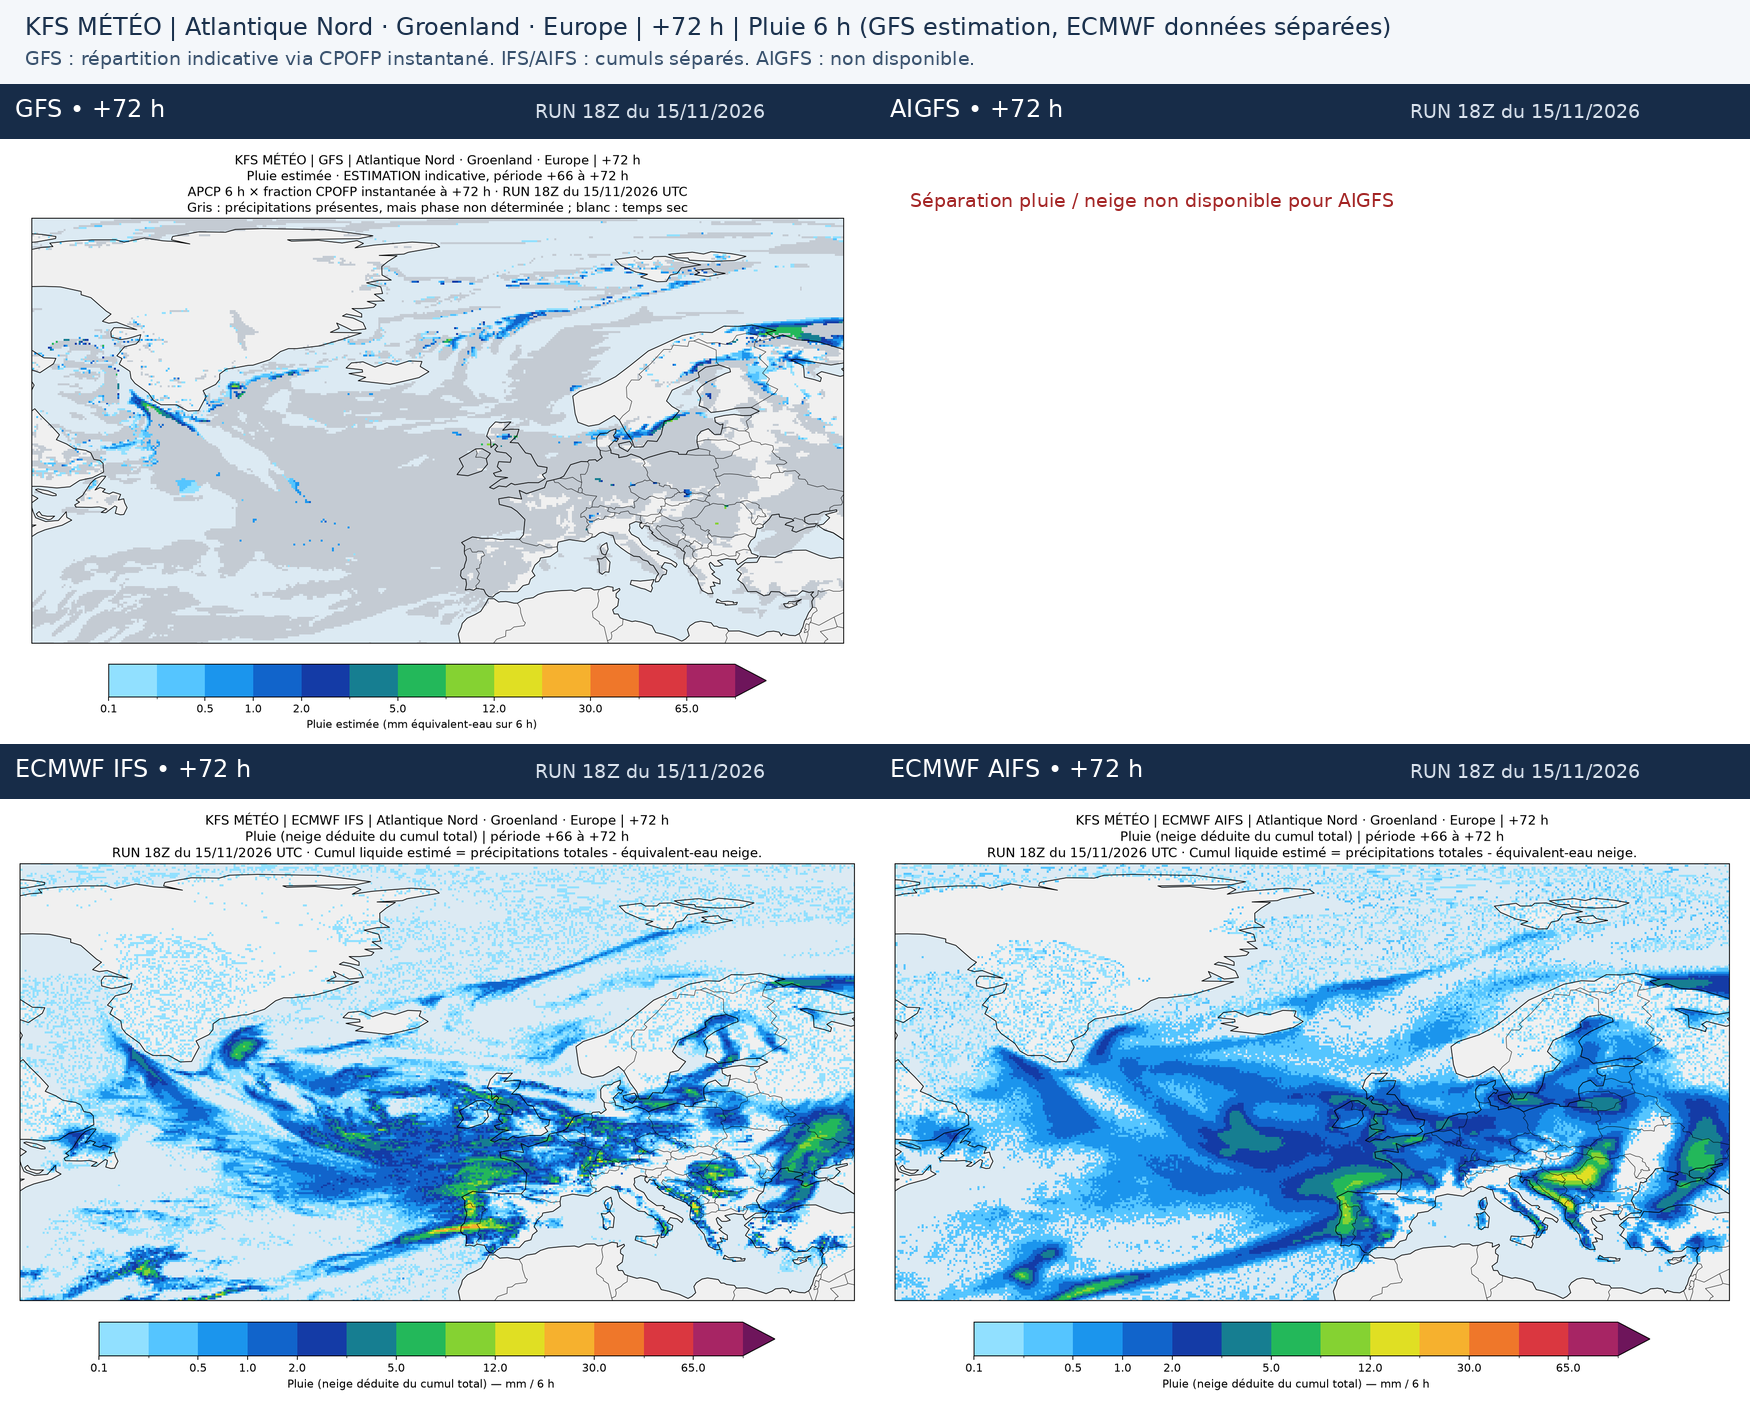 KFS MÉTÉO | Atlantique Nord · Groenland · Europe | +72 h | Pluie 6 h (GFS estimation, ECMWF données séparées)
GFS : répartition indicative via CPOFP instantané. IFS/AIFS : cumuls séparés. AIGFS : non disponible.
GFS • +72 h
RUN 18Z du 15/11/2026
KFS MÉTÉO | GFS | Atlantique Nord · Groenland · Europe | +72 h
Pluie estimée · ESTIMATION indicative, période +66 à +72 h
APCP 6 h × fraction CPOFP instantanée à +72 h · RUN 18Z du 15/11/2026 UTC
Gris : précipitations présentes, mais phase non déterminée ; blanc : temps sec
0.1 0.5 1.0 2.0 5.0 12.0 30.0 65.0
Pluie estimée (mm équivalent-eau sur 6 h)
AIGFS • +72 h
RUN 18Z du 15/11/2026
Séparation pluie / neige non disponible pour AIGFS
ECMWF IFS • +72 h
RUN 18Z du 15/11/2026
KFS MÉTÉO | ECMWF IFS | Atlantique Nord · Groenland · Europe | +72 h
Pluie (neige déduite du cumul total) | période +66 à +72 h
RUN 18Z du 15/11/2026 UTC · Cumul liquide estimé = précipitations totales - équivalent-eau neige.
0.1 0.5 1.0 2.0 5.0 12.0 30.0 65.0
Pluie (neige déduite du cumul total) — mm / 6 h
ECMWF AIFS • +72 h
RUN 18Z du 15/11/2026
KFS MÉTÉO | ECMWF AIFS | Atlantique Nord · Groenland · Europe | +72 h
Pluie (neige déduite du cumul total) | période +66 à +72 h
RUN 18Z du 15/11/2026 UTC · Cumul liquide estimé = précipitations totales - équivalent-eau neige.
0.1 0.5 1.0 2.0 5.0 12.0 30.0 65.0
Pluie (neige déduite du cumul total) — mm / 6 h